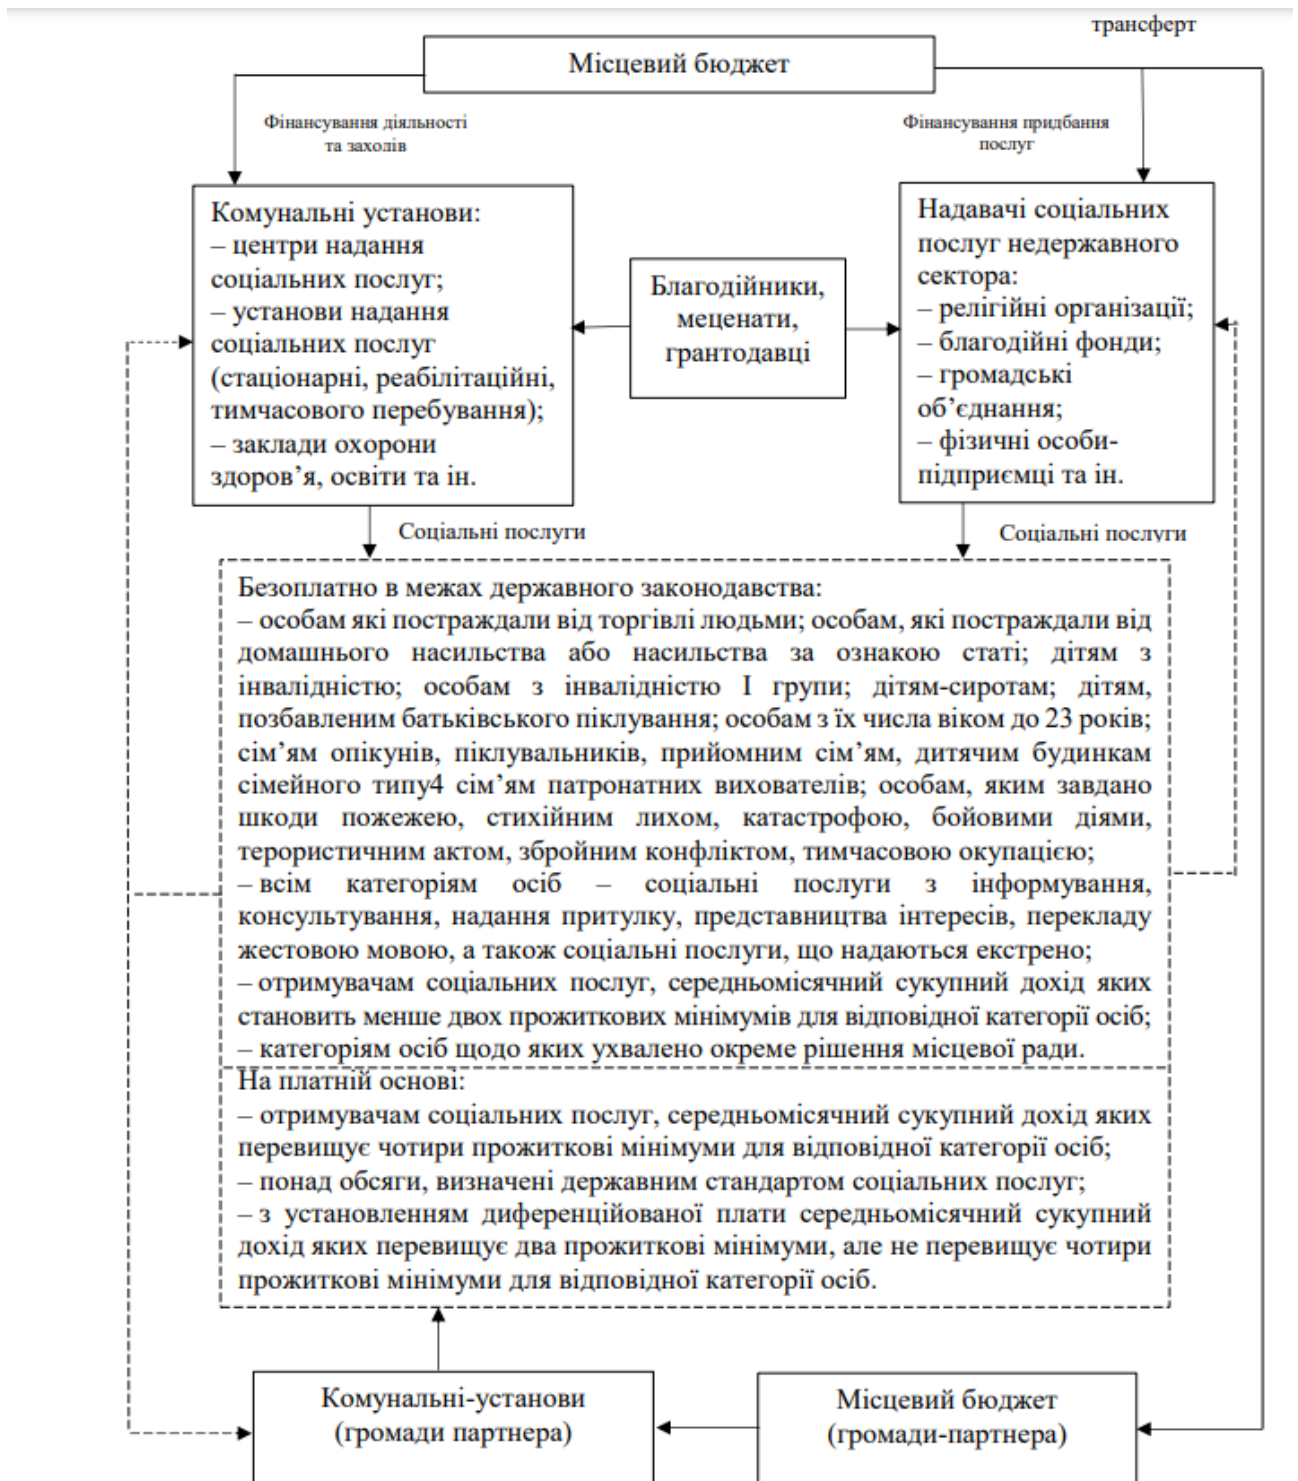 трансферт
Місцевий бюджет
Фінансування діяльності
та захолів
Фінансування придбання
послуг
Комунальні установи:
– центри надання
соціальних послуг;
– установи надання
соціальних послуг
(стаціонарні, реабілітаційні,
тимчасового перебування);
– заклади охорони
здоров’я, освіти та ін.
Благодійники,
меценати,
грантодавці
Надавачі соціальних
послуг недержавного
сектора:
– релігійні організації;
– благодійні фонди;
– громадські
об’єднання;
– фізичні особи-
підприємці та ін.
Соціальні послуги
Соціальні послуги
Безоплатно в межах державного законодавства:
– особам які постраждали від торгівлі людьми; особам, які постраждали від
домашнього насильства або насильства за ознакою статі; дітям з
інвалідністю; особам з інвалідністю І групи; дітям-сиротам; дітям,
позбавленим батьківського піклування; особам з їх числа віком до 23 років;
сім’ям опікунів, піклувальників, прийомним сім’ям, дитячим будинкам
сімейного типу4 сім’ям патронатних вихователів; особам, яким завдано
шкоди пожежею, стихійним лихом, катастрофою, бойовими діями,
терористичним актом, збройним конфліктом, тимчасовою окупацією;
– всім категоріям осіб – соціальні послуги з інформування,
консультування, надання притулку, представництва інтересів, перекладу
жестовою мовою, а також соціальні послуги, що надаються екстрено;
– отримувачам соціальних послуг, середньомісячний сукупний дохід яких
становить менше двох прожиткових мінімумів для відповідної категорії осіб;
– категоріям осіб щодо яких ухвалено окреме рішення місцевої ради.
На платній основі:
– отримувачам соціальних послуг, середньомісячний сукупний дохід яких
перевищує чотири прожиткові мінімуми для відповідної категорії осіб;
– понад обсяги, визначені державним стандартом соціальних послуг;
– з установленням диференційованої плати середньомісячний сукупний
дохід яких перевищує два прожиткові мінімуми, але не перевищує чотири
прожиткові мінімуми для відповідної категорії осіб.
Комунальні-установи
(громади партнера)
Місцевий бюджет
(громади-партнера)